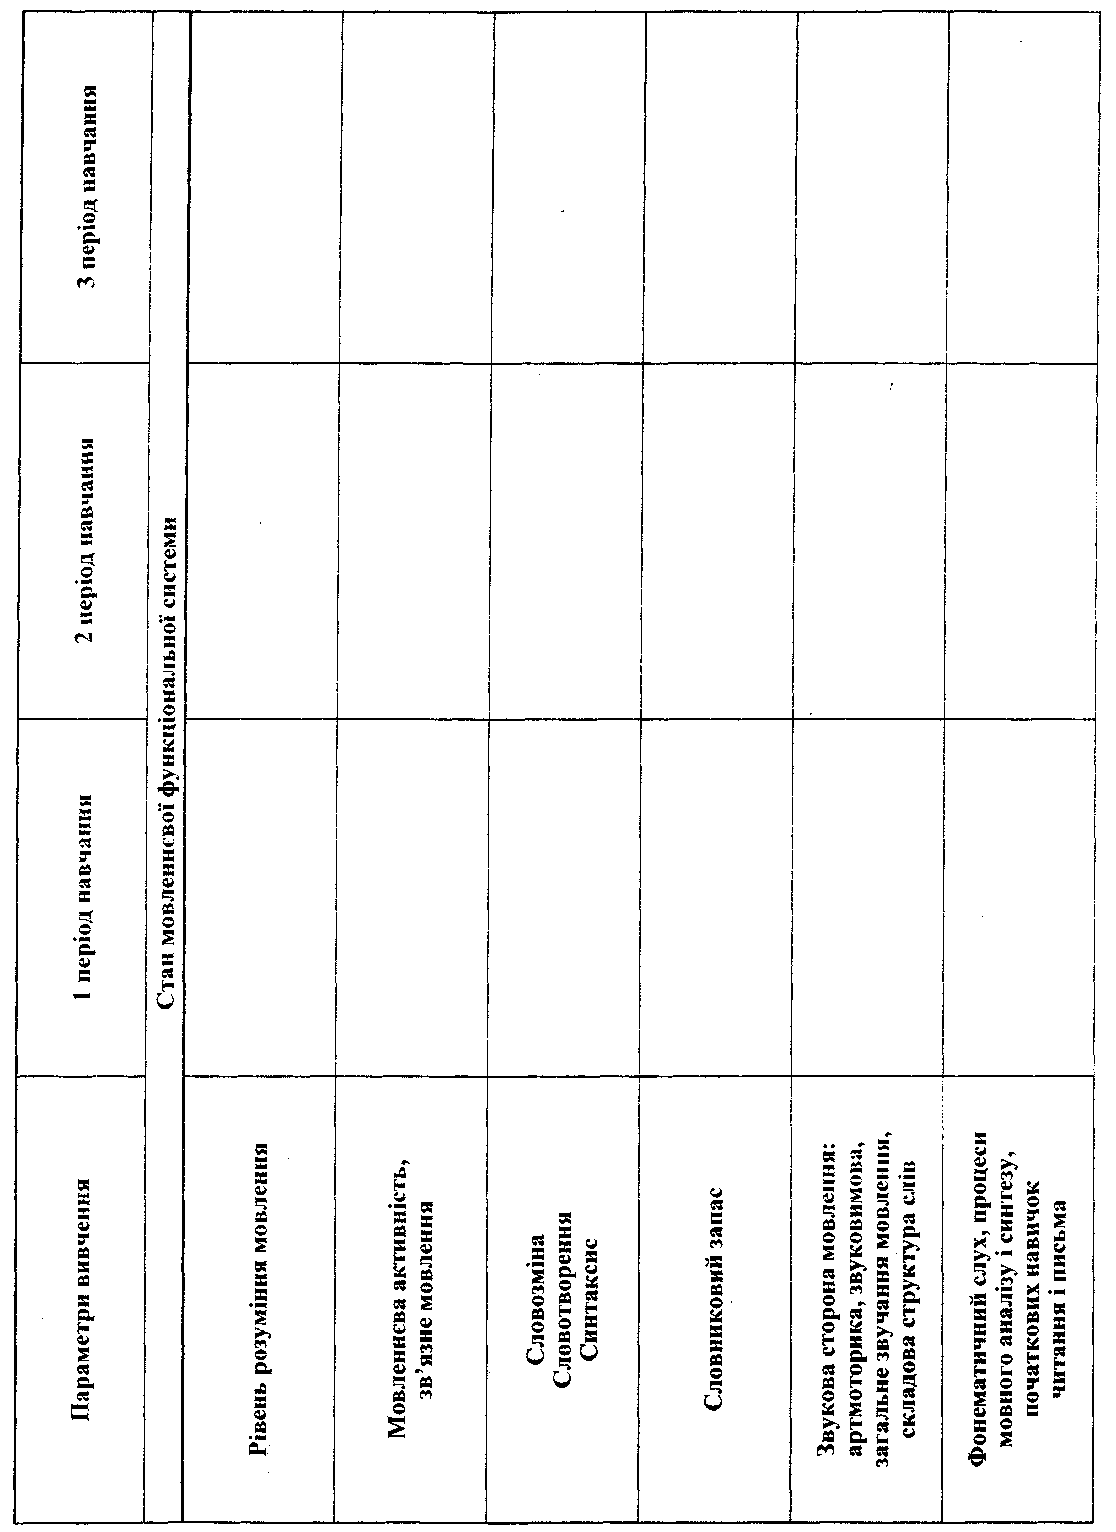 Параметри вивчення
1 період навчання
2 період навчання
3 період навчання
Стан мовленнєвої функціональної системи
Рівень розуміння мовлення
Мовленнєва активність,
зв’язне мовлення
Словозміна
Словотворення
Синтаксис
Словниковий запас
Звукова сторона мовлення:
артмоторика, звуковимова,
загальне звучання мовлення,
складова структура слів
Фонематичний слух, процеси
мовного аналізу і синтезу,
початкових навичок
читання і письма